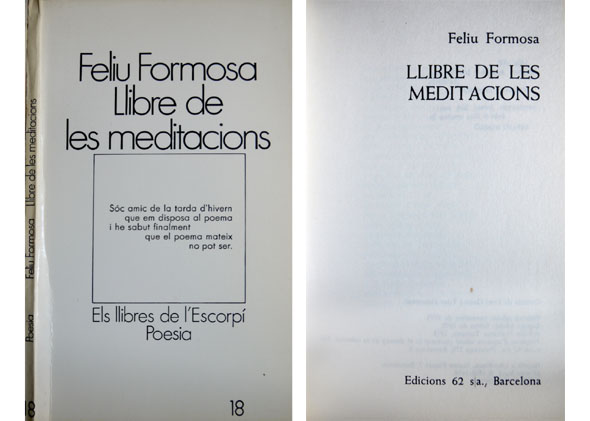 Poesia Feliu Formosa Llibre de les meditacions
18
Feliu Formosa
Llibre de
les meditacions
Sóc amic de la tarda d'hivern
que em disposa al poema
i he sabut finalment
que el poema mateix
no pot ser.
Els llibres de l'Escorpí
Poesia
18
Feliu Formosa
LLIBRE DE LES
MEDITACIONS
Edicions 62 s|a., Barcelona